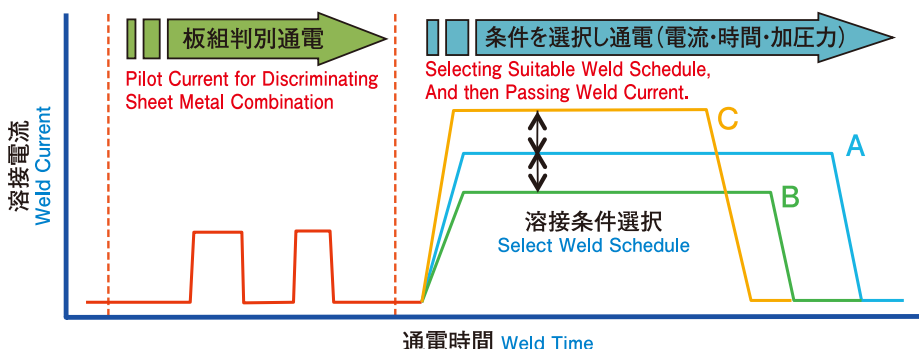 板組判別通電
Pilot Current for Discriminating
Sheet Metal Combination
条件を選択し通電(電流・時間・加圧力)
Selecting Suitable Weld Schedule,
And then Passing Weld Current.
溶接電流
Weld Current
C
A
B
溶接条件選択
Select Weld Schedule
通電時間 Weld Time